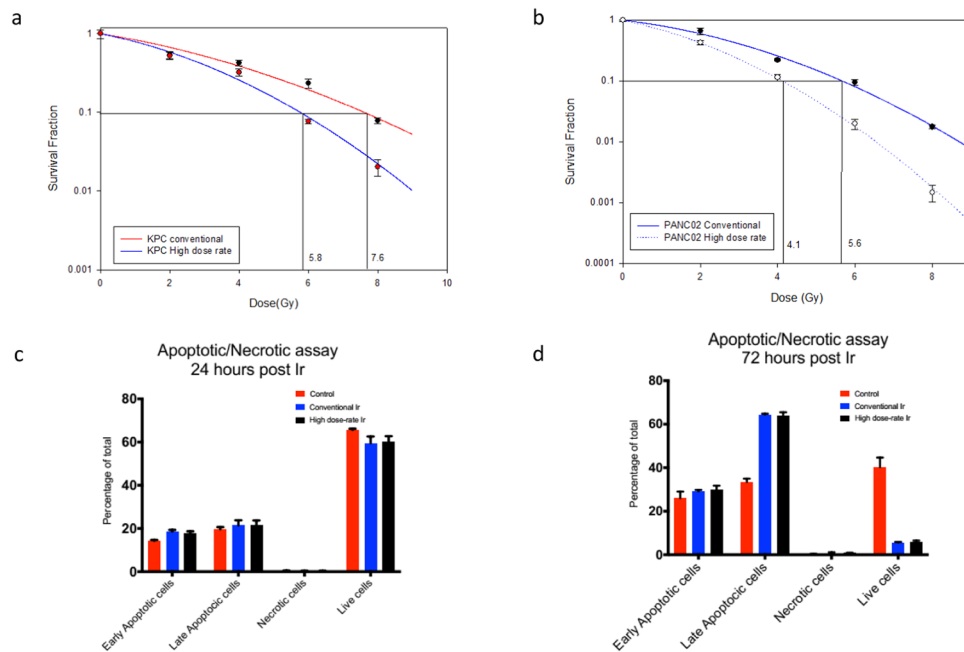 a
Survival Fraction
1
0.1
0.01
0.001
KPC conventional
KPC High dose rate
5.8
7.6
0
2
4
6
8
10
Dose(Gy)
b
Survival Fraction
1
0.1
0.01
0.001
0.0001
PANC02 Conventional
PANC02 High dose rate
4.1
5.6
0
2
4
6
8
Dose (Gy)
c
Apoptotic/Necrotic assay
24 hours post Ir
Control
Conventional Ir
High dose-rate Ir
Percentage of total
80
60
40
20
0
Early Apoptotic cells
Late Apoptocic cells
Necrotic cells
Live cells
d
Apoptotic/Necrotic assay
72 hours post Ir
Control
Conventional Ir
High dose-rate Ir
Percentage of total
80
60
40
20
0
Early Apoptotic cells
Late Apoptocic cells
Necrotic cells
Live cells